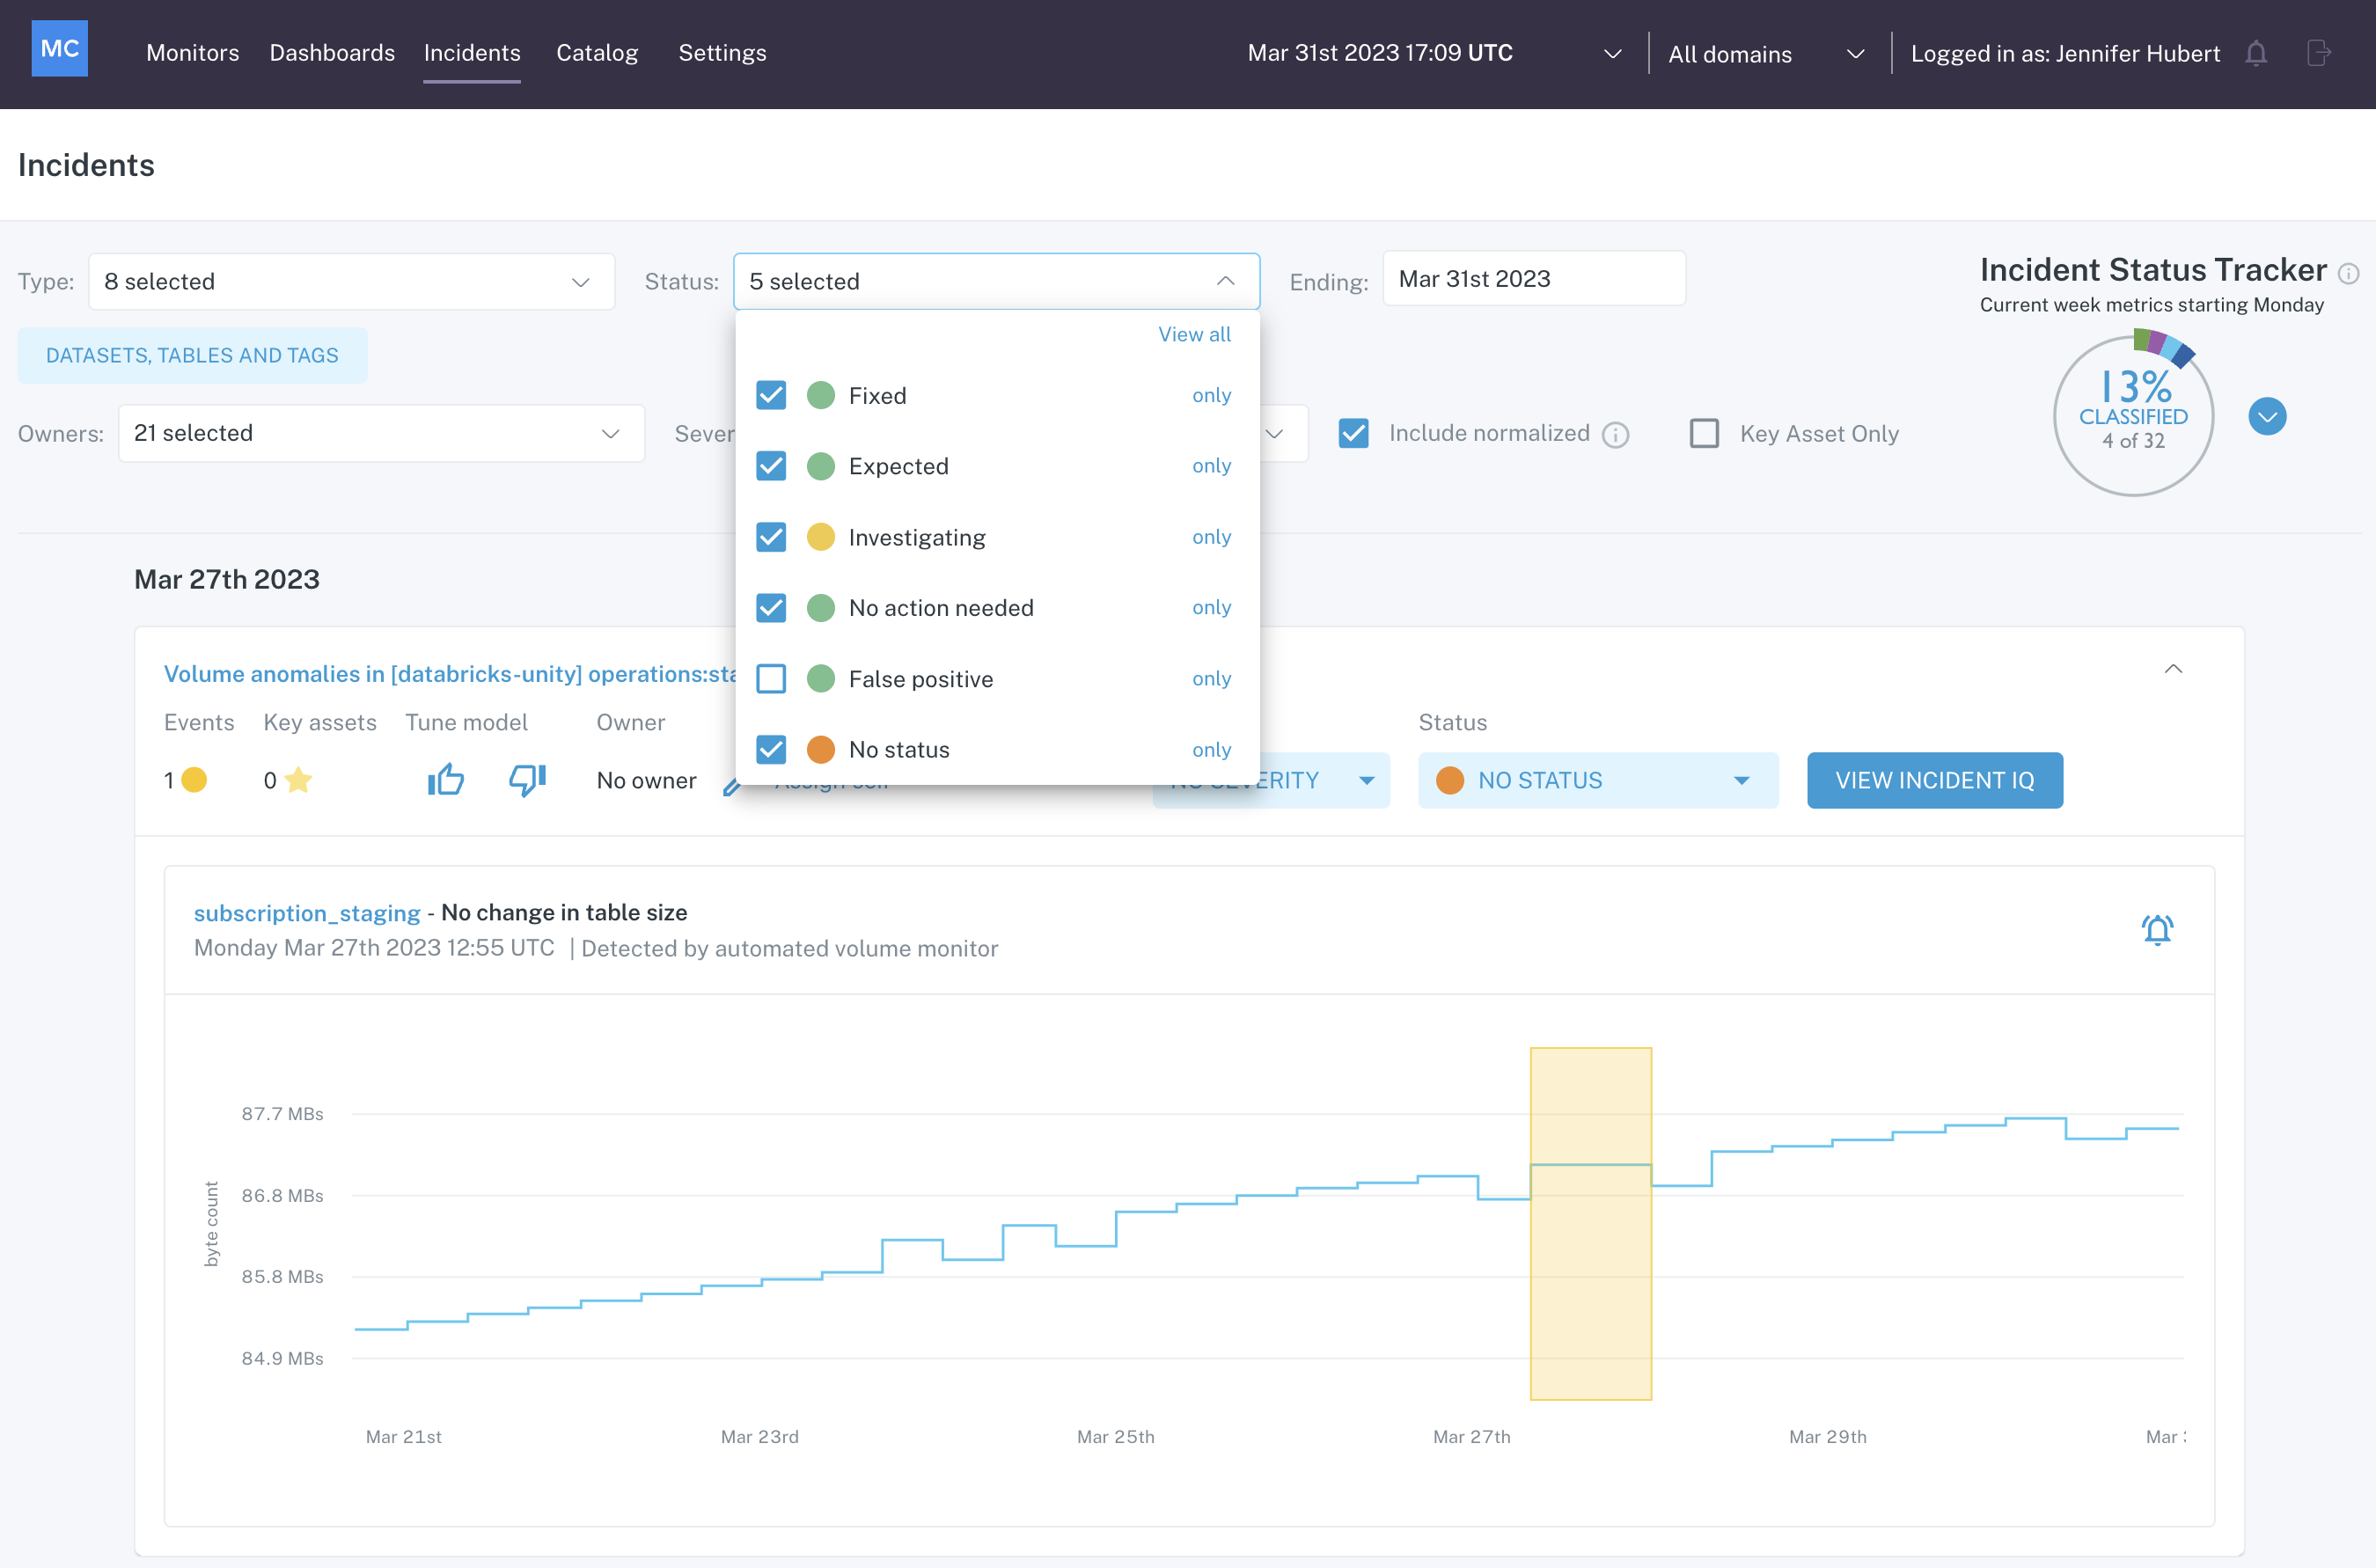 MC
Monitors
Dashboards
Incidents
Catalog
Settings
Mar 31st 2023 17:09 UTC
All domains
Logged in as: Jennifer Hubert
Incidents
Type:
8 selected
Status:
5 selected
Ending:
Mar 31st 2023
Incident Status Tracker
Current week metrics starting Monday
DATASETS, TABLES AND TAGS
13%
CLASSIFIED
4 of 32
Owners:
21 selected
Sever
Include normalized
Key Asset Only
View all
Fixed
only
Expected
only
Investigating
only
No action needed
only
False positive
only
No status
only
Mar 27th 2023
Volume anomalies in [databricks-unity] operations:sta
Events
Key assets
Tune model
Owner
Status
1
0
No owner
Assign self
NO SEVERITY
NO STATUS
VIEW INCIDENT IQ
subscription_staging - No change in table size
Monday Mar 27th 2023 12:55 UTC | Detected by automated volume monitor
byte count
87.7 MBs
86.8 MBs
85.8 MBs
84.9 MBs
Mar 21st
Mar 23rd
Mar 25th
Mar 27th
Mar 29th
Mar